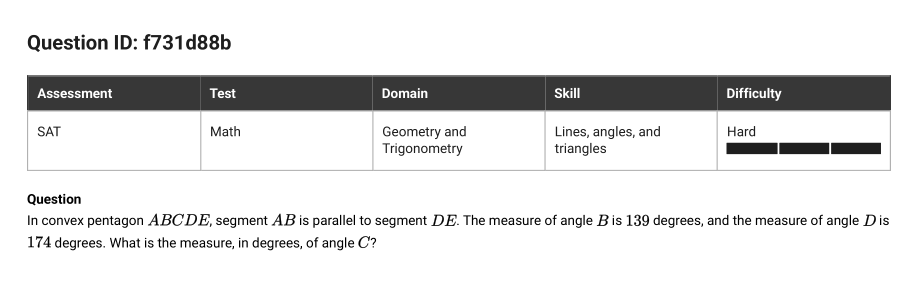 Question ID: f731d88b
Assessment Test Domain Skill Difficulty
SAT Math Geometry and Trigonometry Lines, angles, and triangles Hard
Question
In convex pentagon ABCDE, segment AB is parallel to segment DE. The measure of angle B is 139 degrees, and the measure of angle D is
174 degrees. What is the measure, in degrees, of angle C?